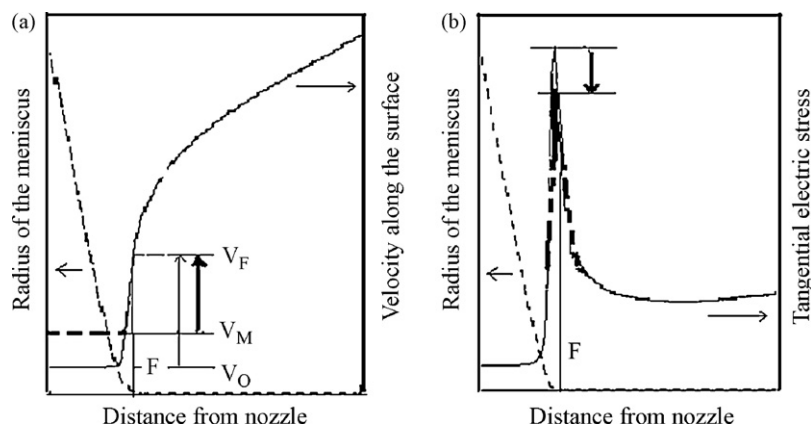 (a)
Radius of the meniscus
Velocity along the surface
V_F
V_M
F
V_O
Distance from nozzle
(b)
Radius of the meniscus
Tangential electric stress
F
Distance from nozzle